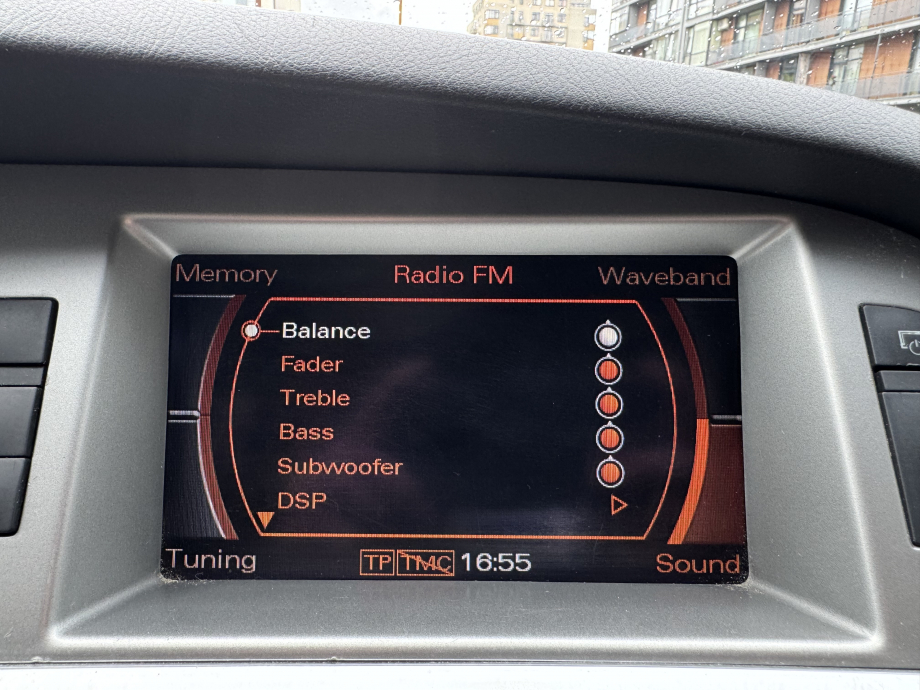 Memory Radio FM Waveband
Balance
Fader
Treble
Bass
Subwoofer
DSP
Tuning TP TMC 16:55 Sound